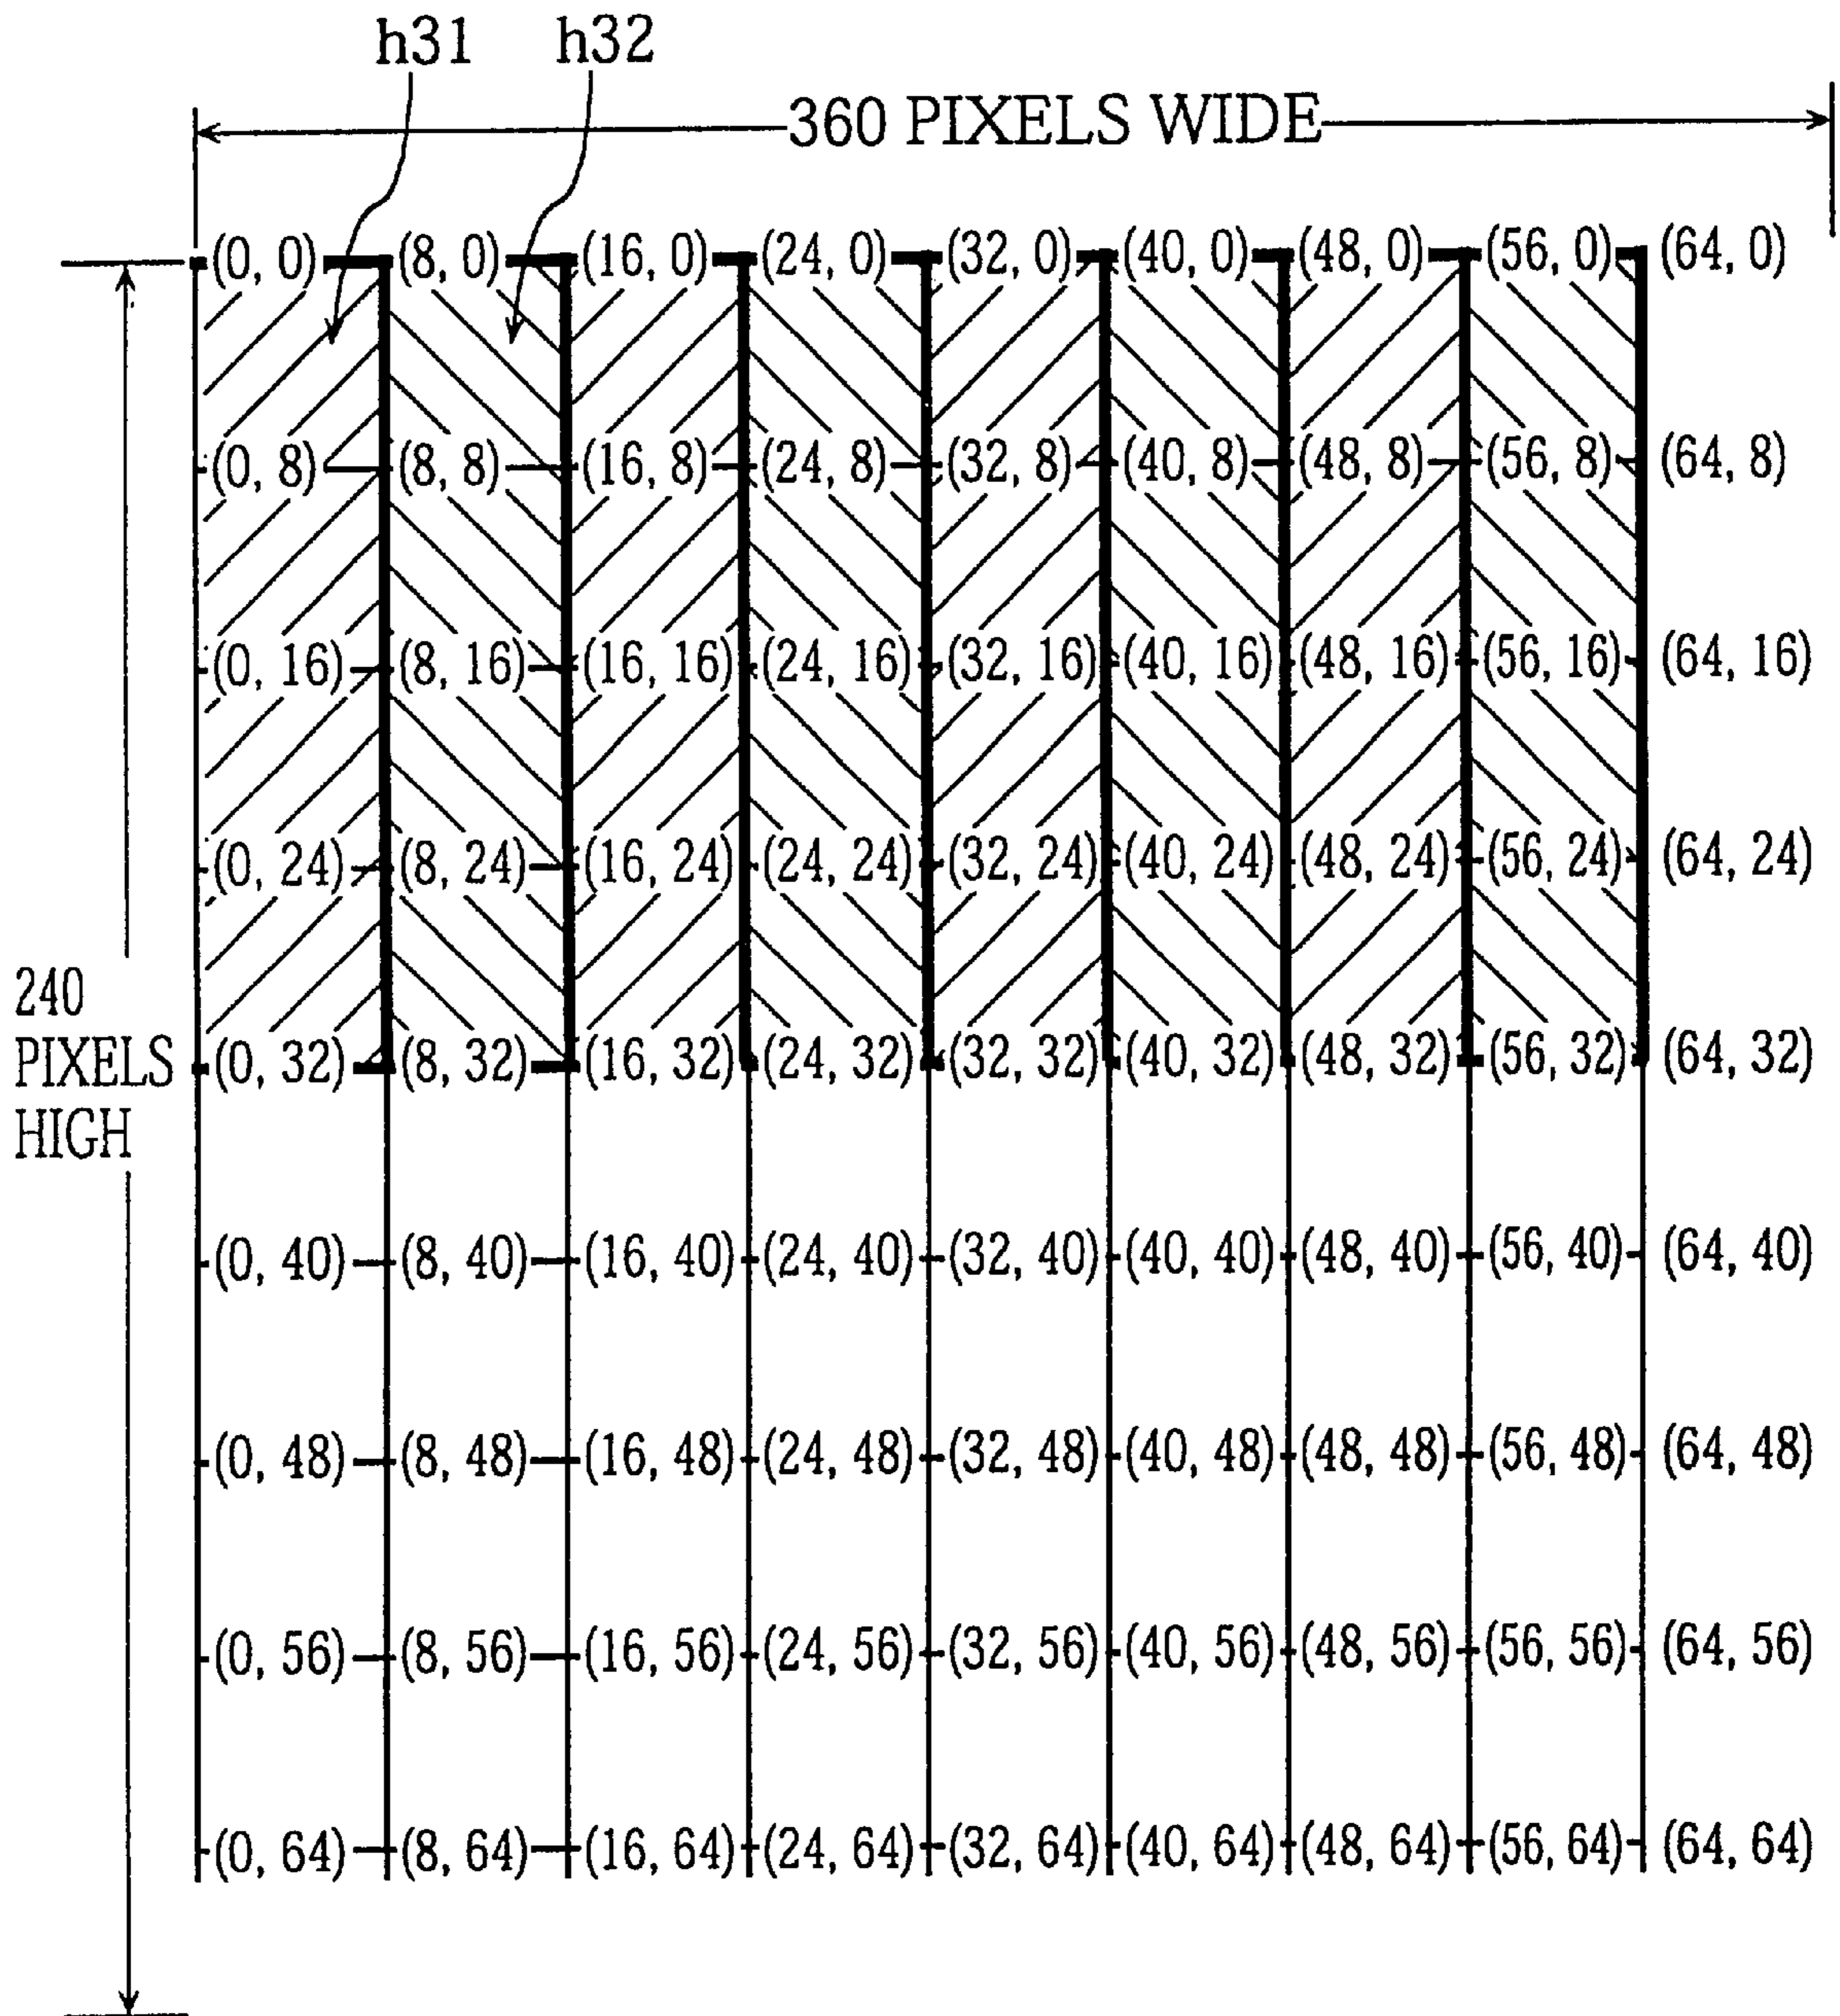 h31 h32
360 PIXELS WIDE
(0, 0) (8, 0) (16, 0) (24, 0) (32, 0) (40, 0) (48, 0) (56, 0) (64, 0)
(0, 8) (8, 8) (16, 8) (24, 8) (32, 8) (40, 8) (48, 8) (56, 8) (64, 8)
(0, 16) (8, 16) (16, 16) (24, 16) (32, 16) (40, 16) (48, 16) (56, 16) (64, 16)
(0, 24) (8, 24) (16, 24) (24, 24) (32, 24) (40, 24) (48, 24) (56, 24) (64, 24)
240
PIXELS
HIGH
(0, 32) (8, 32) (16, 32) (24, 32) (32, 32) (40, 32) (48, 32) (56, 32) (64, 32)
(0, 40) (8, 40) (16, 40) (24, 40) (32, 40) (40, 40) (48, 40) (56, 40) (64, 40)
(0, 48) (8, 48) (16, 48) (24, 48) (32, 48) (40, 48) (48, 48) (56, 48) (64, 48)
(0, 56) (8, 56) (16, 56) (24, 56) (32, 56) (40, 56) (48, 56) (56, 56) (64, 56)
(0, 64) (8, 64) (16, 64) (24, 64) (32, 64) (40, 64) (48, 64) (56, 64) (64, 64)